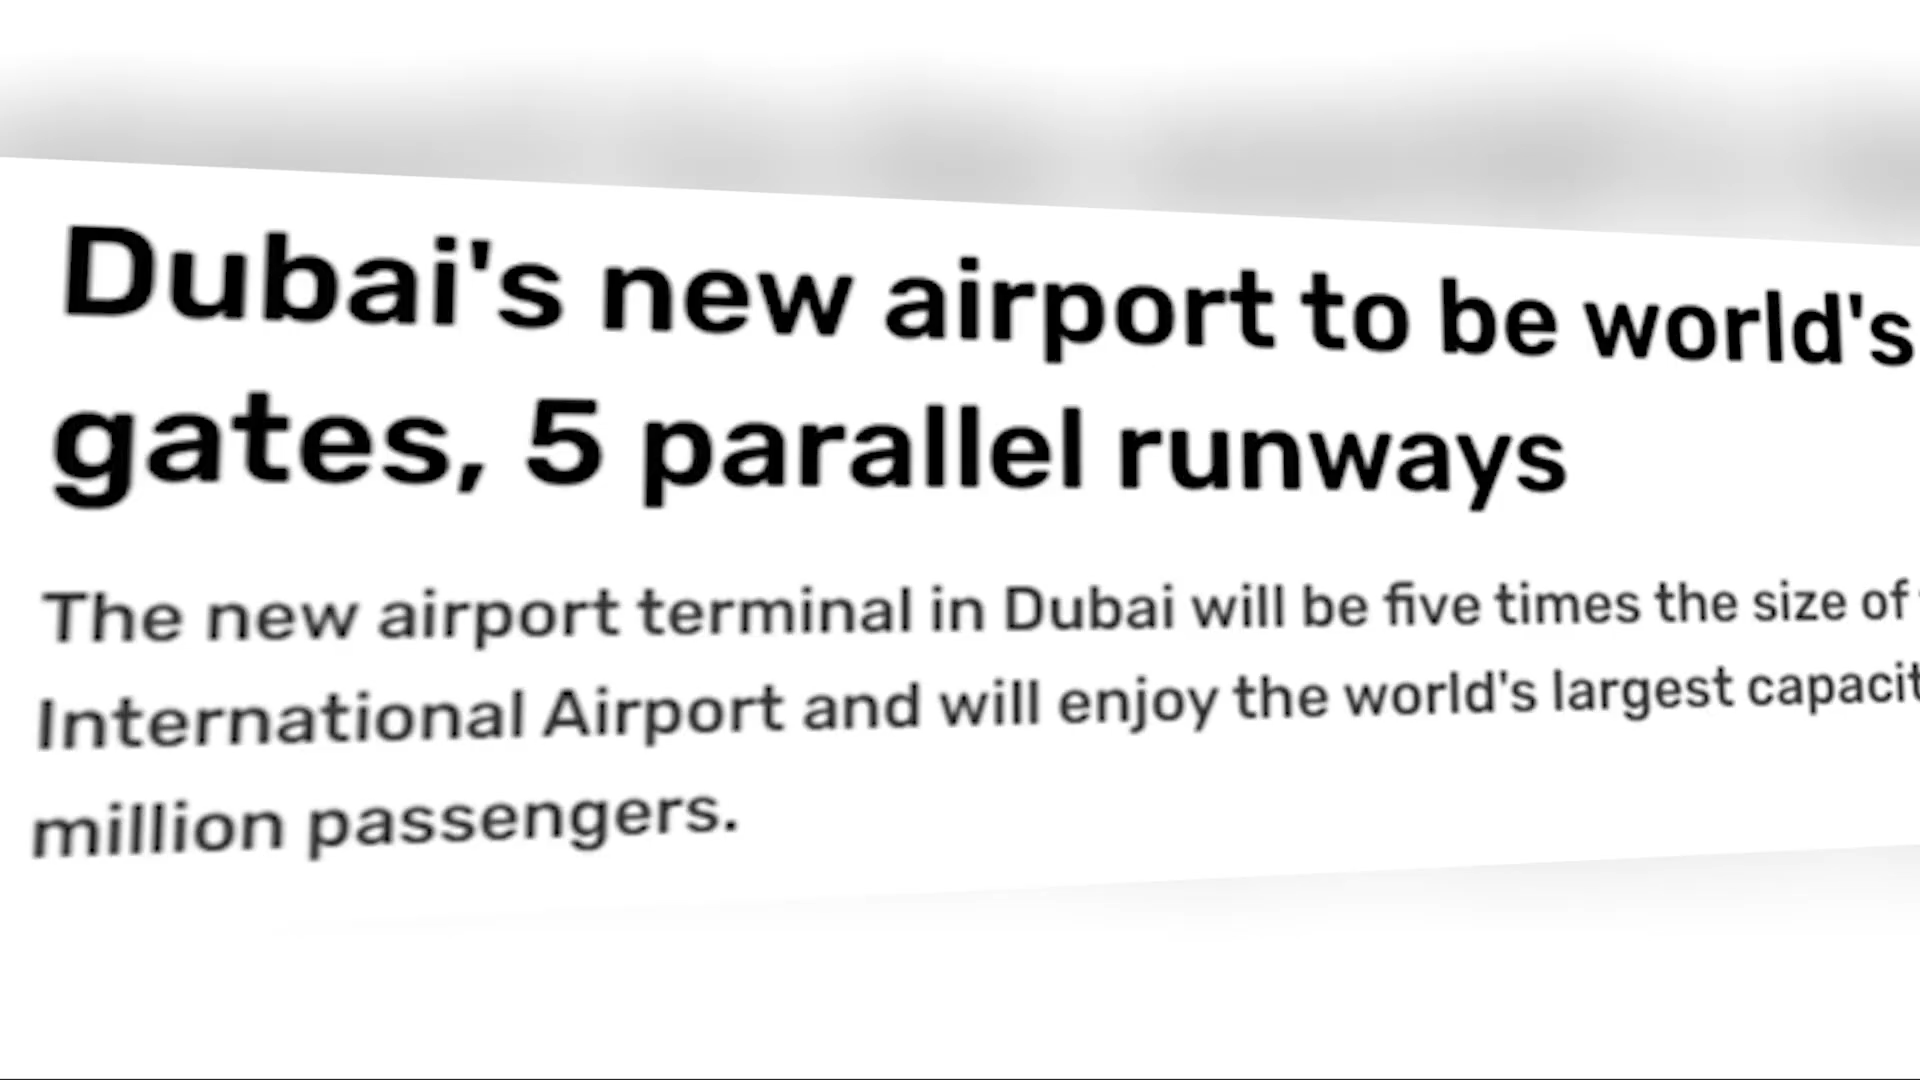 Dubai's new airport to be world's
gates, 5 parallel runways
The new airport terminal in Dubai will be five times the size of
International Airport and will enjoy the world's largest
million passengers.